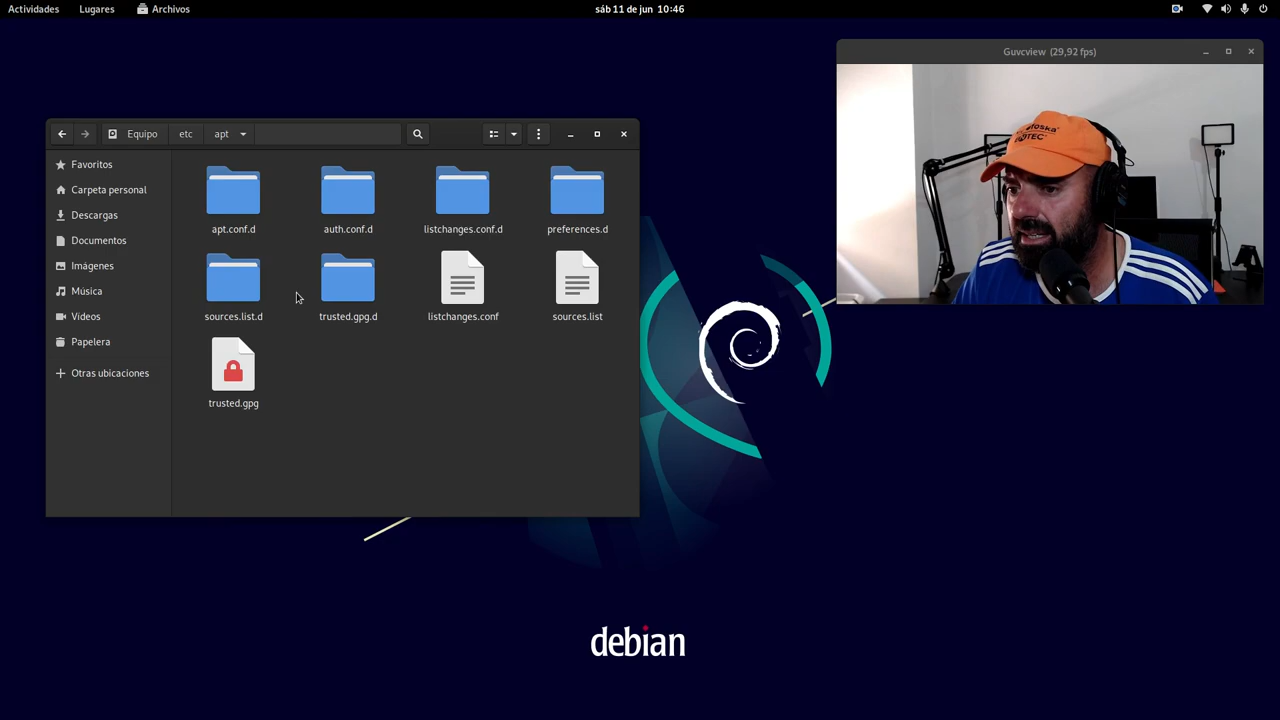 Actividades Lugares Archivos sáb 11 de jun 10:46
Guvcview (29,92 fps)
Equipo etc apt
Favoritos
Carpeta personal
Descargas
Documentos
Imágenes
Música
Vídeos
Papelera
Otras ubicaciones
apt.conf.d auth.conf.d listchanges.conf.d preferences.d
sources.list.d trusted.gpg.d listchanges.conf sources.list
trusted.gpg
debian